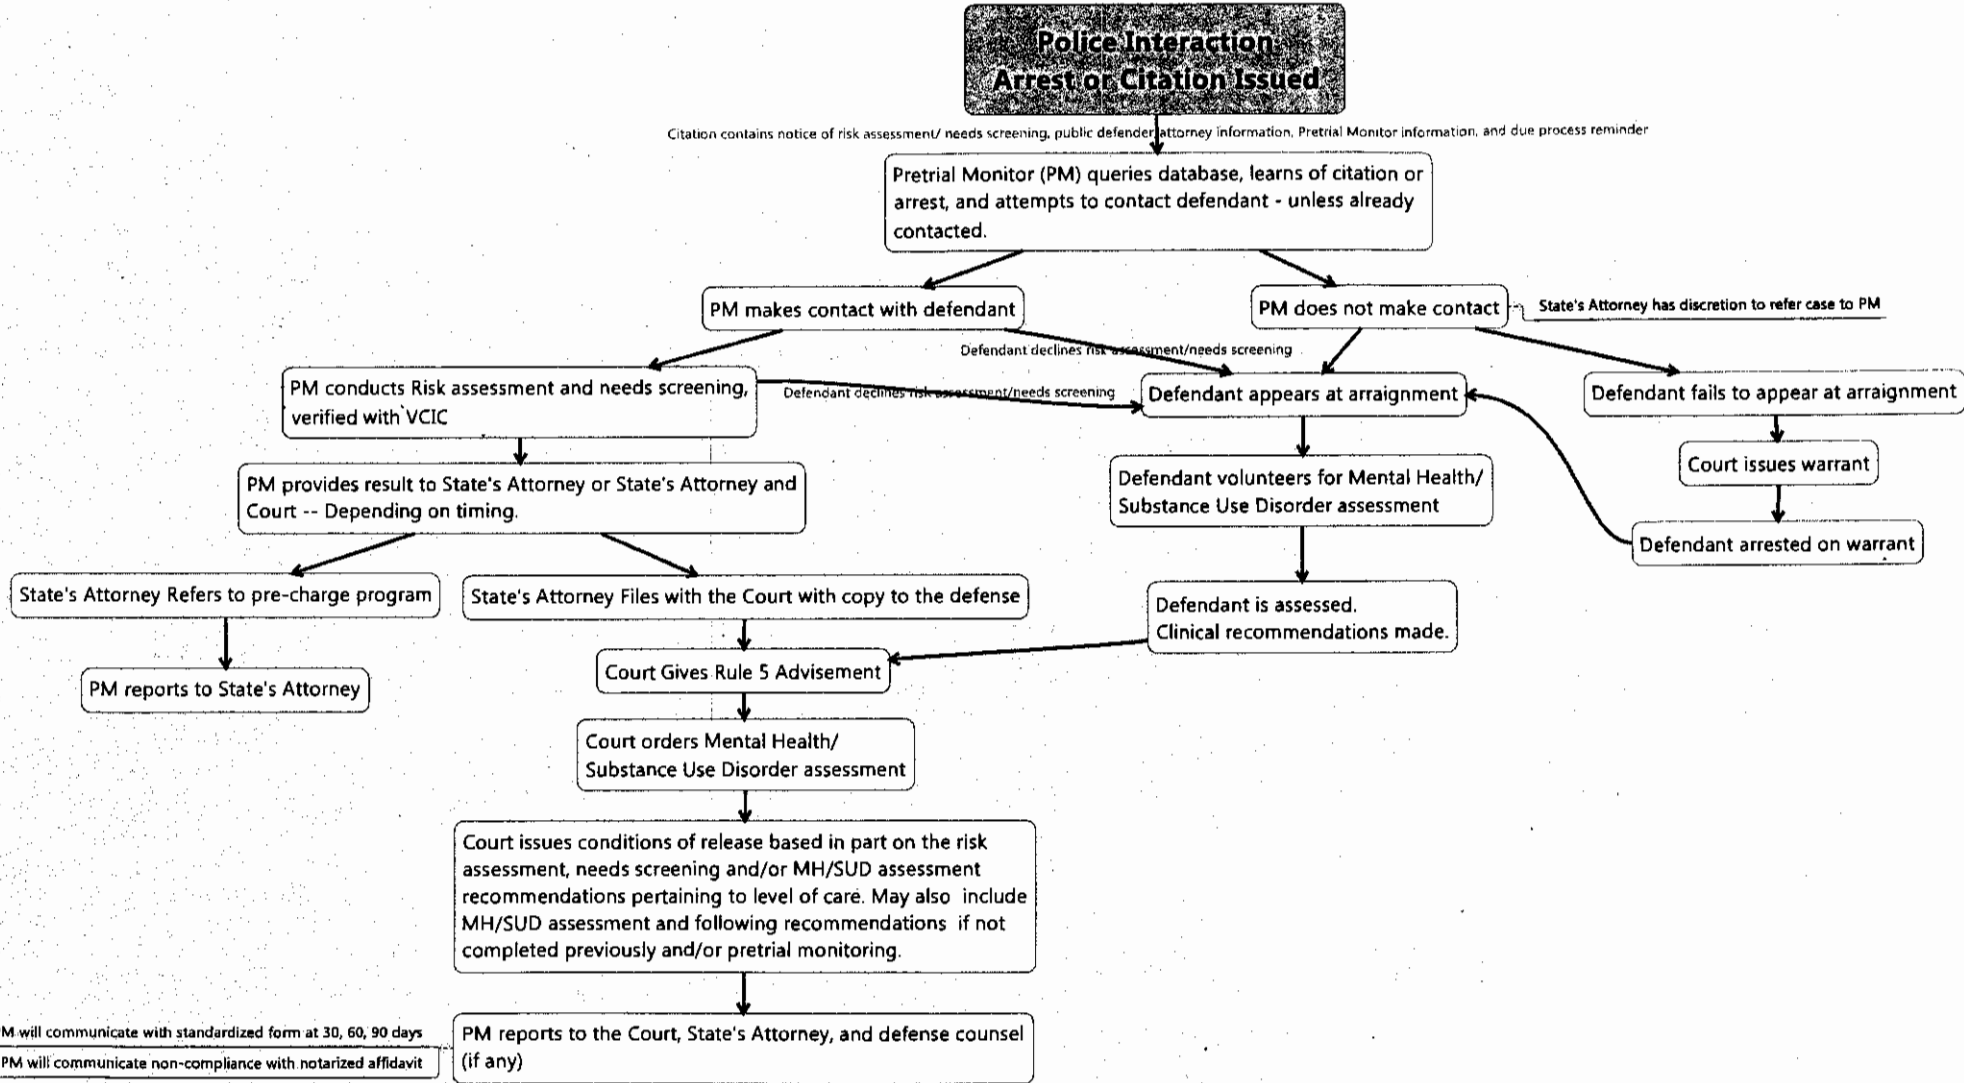 Police Interaction
Arrest or Citation Issued
Citation contains notice of risk assessment/ needs screening, public defender attorney information, Pretrial Monitor information, and due process reminder
Pretrial Monitor (PM) queries database, learns of citation or
arrest, and attempts to contact defendant - unless already
contacted.
PM makes contact with defendant
PM does not make contact
State's Attorney has discretion to refer case to PM
Defendant declines risk assessment/needs screening
PM conducts Risk assessment and needs screening,
verified with VCIC
Defendant declines risk assessment/needs screening
Defendant appears at arraignment
Defendant fails to appear at arraignment
Court issues warrant
Defendant arrested on warrant
PM provides result to State's Attorney or State's Attorney and
Court -- Depending on timing.
Defendant volunteers for Mental Health/
Substance Use Disorder assessment
State's Attorney Refers to pre-charge program
State's Attorney Files with the Court with copy to the defense
Defendant is assessed.
Clinical recommendations made.
PM reports to State's Attorney
Court Gives Rule 5 Advisement
Court orders Mental Health/
Substance Use Disorder assessment
Court issues conditions of release based in part on the risk
assessment, needs screening and/or MH/SUD assessment
recommendations pertaining to level of care. May also include
MH/SUD assessment and following recommendations if not
completed previously and/or pretrial monitoring.
M will communicate with standardized form at 30, 60, 90 days
PM will communicate non-compliance with notarized affidavit
PM reports to the Court, State's Attorney, and defense counsel
(if any)